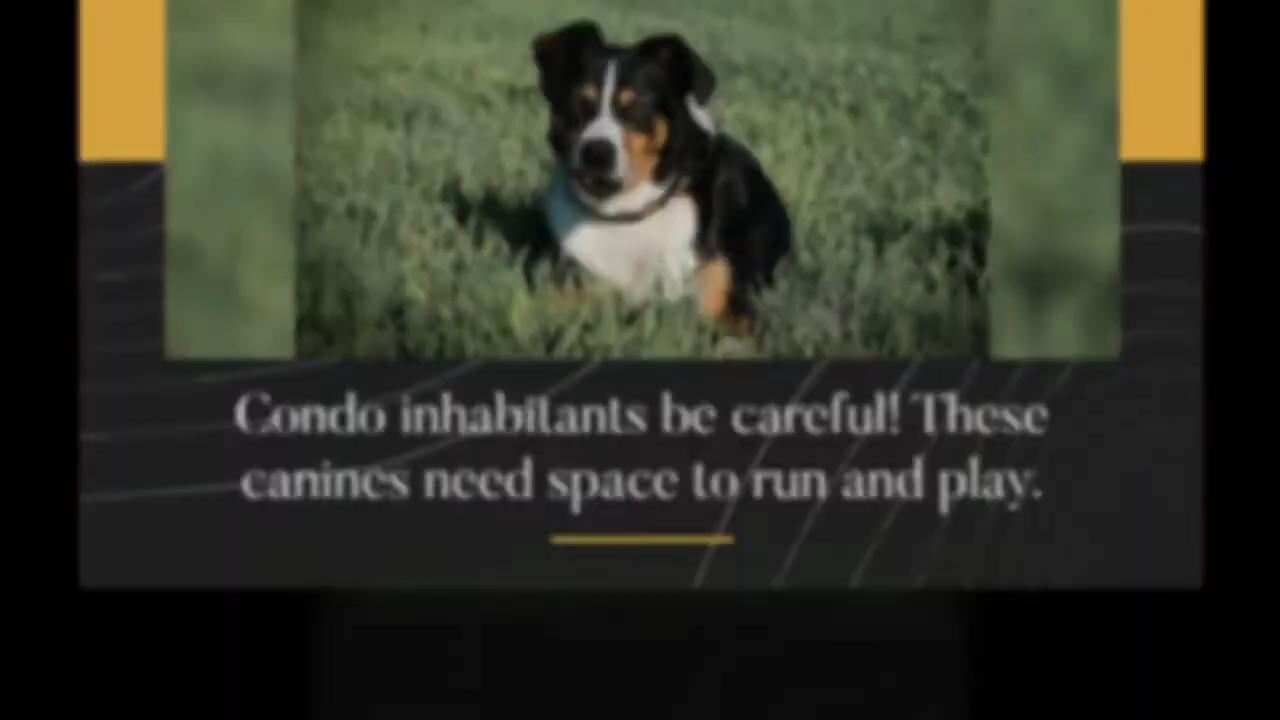 Condo inhabitants be careful! These
canines need space to run and play.